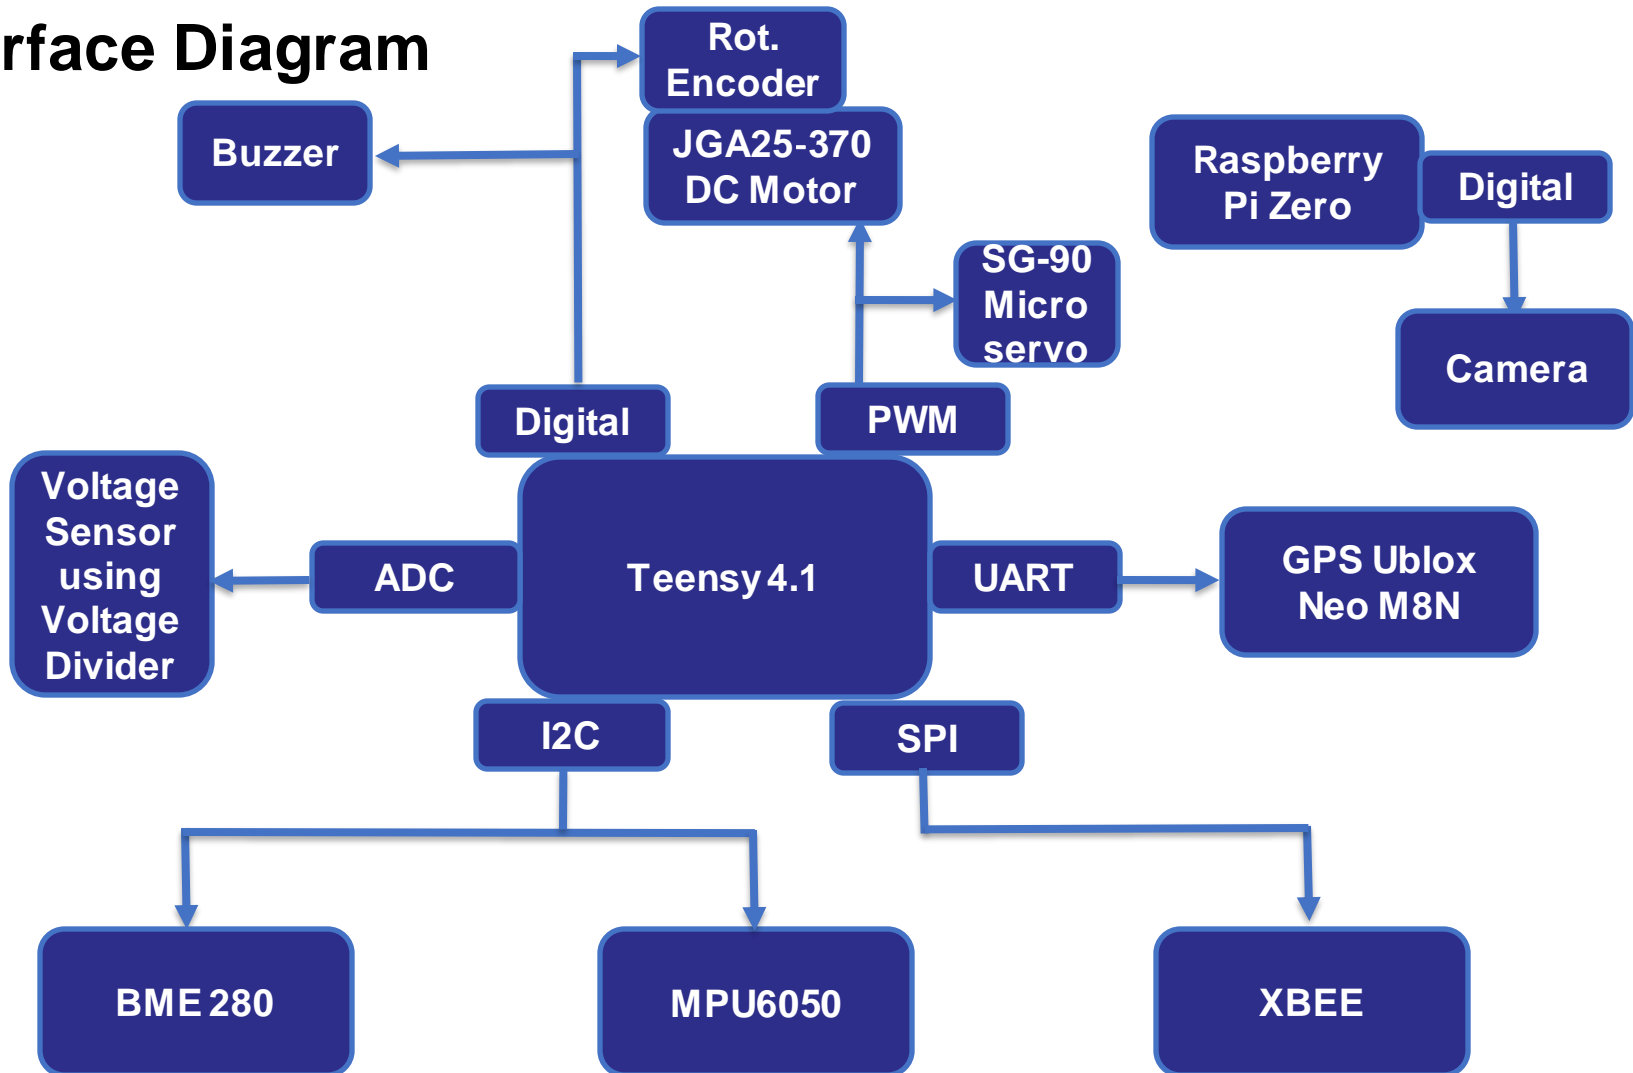 rface Diagram
Rot.
Encoder
Buzzer
JGA25-370
DC Motor
Raspberry
Pi Zero
Digital
SG-90
Micro
servo
Camera
Digital
PWM
Voltage
Sensor
using
Voltage
Divider
ADC
Teensy 4.1
UART
GPS Ublox
Neo M8N
I2C
SPI
BME 280
MPU6050
XBEE